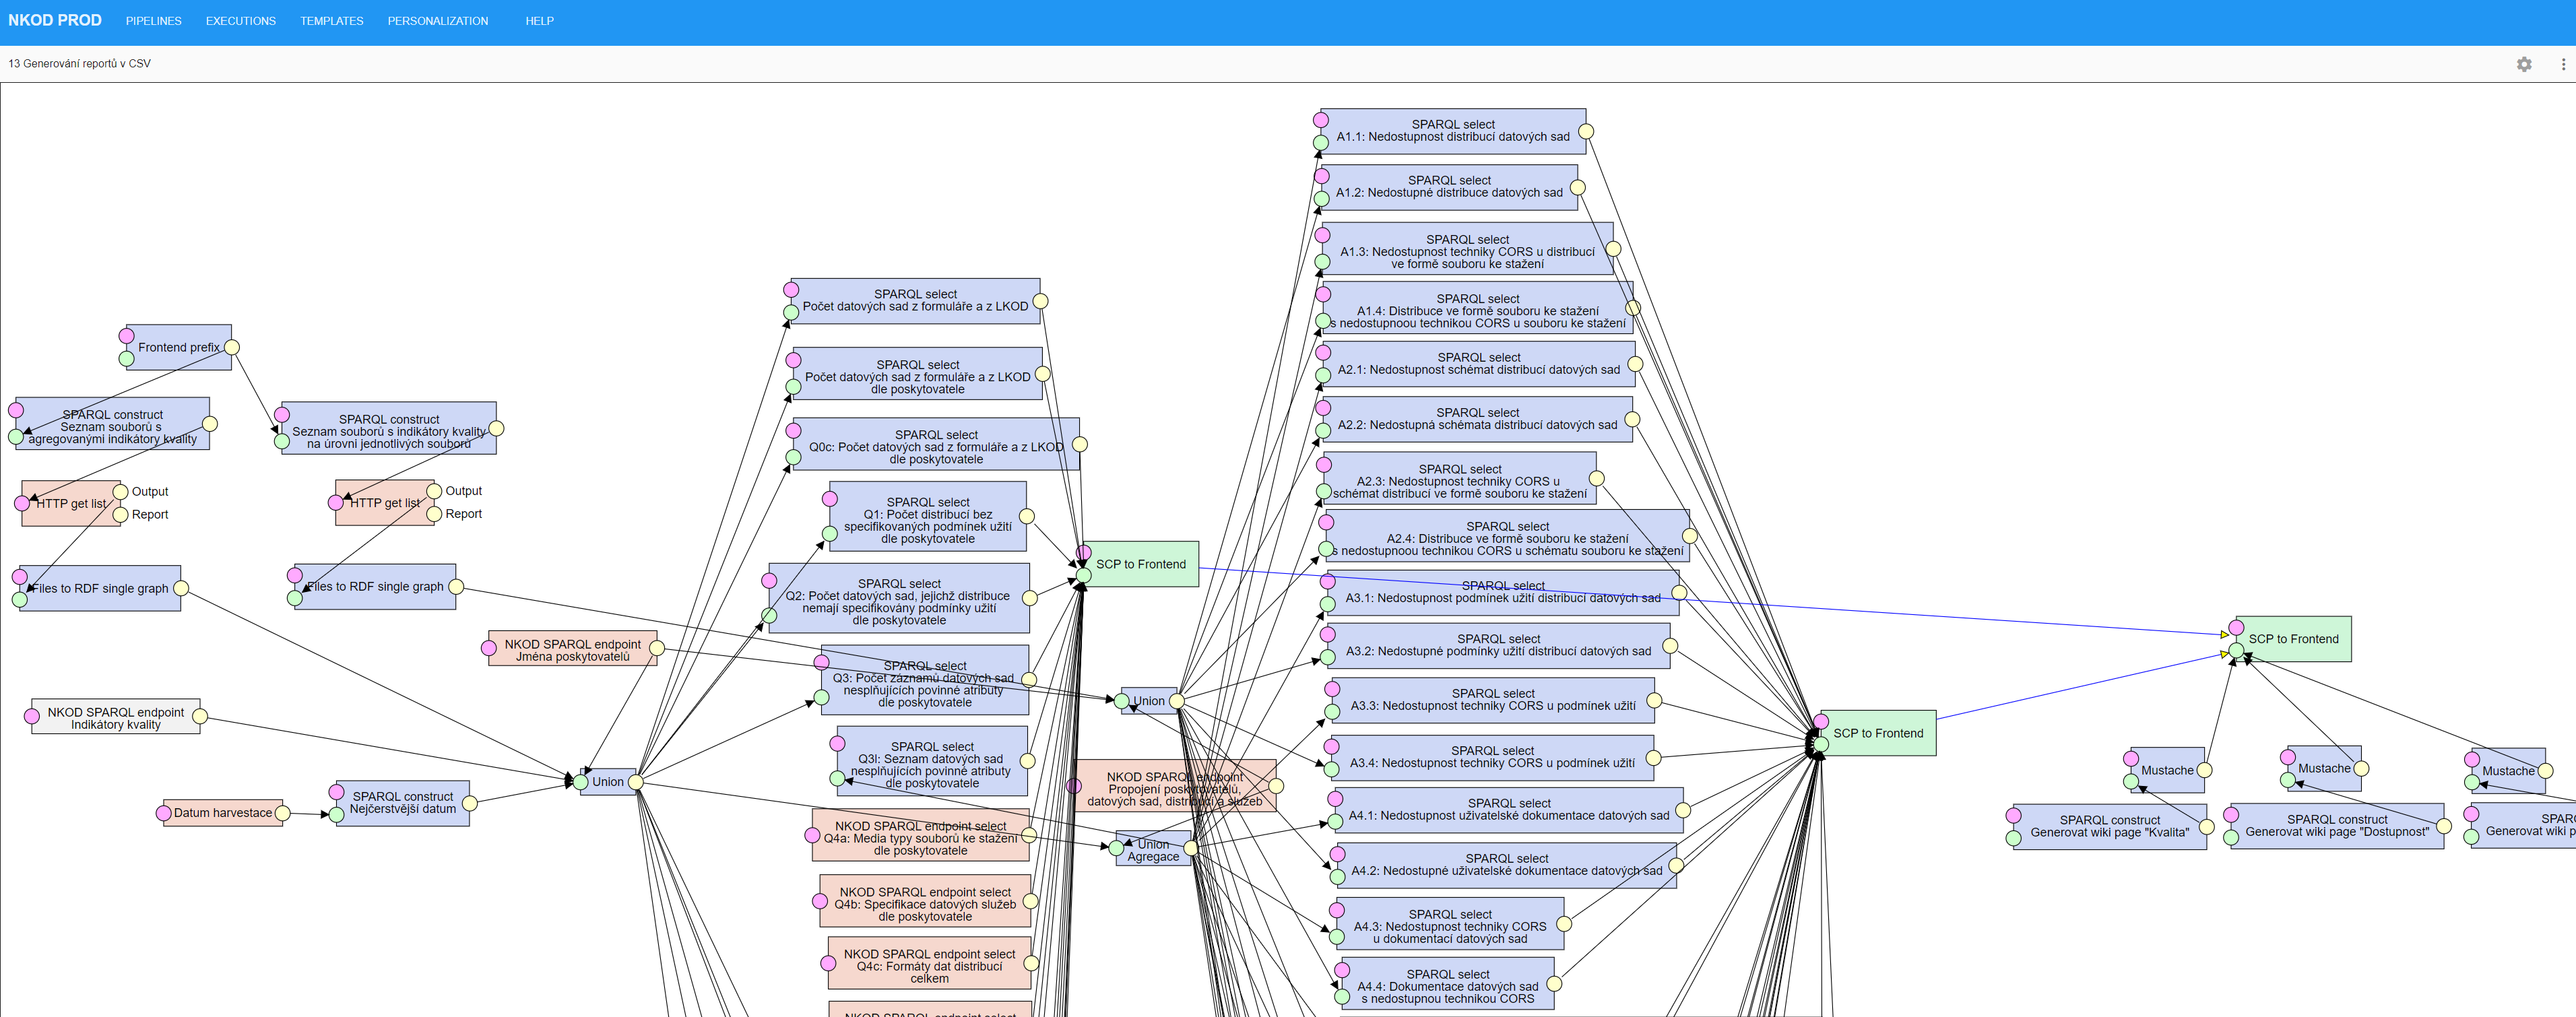 NKOD PROD
PIPELINES
EXECUTIONS
TEMPLATES
PERSONALIZATION
HELP
13 Generování reportů v CSV
Frontend prefix
SPARQL construct
Seznam souborů s
agregovanými indikátory kvality
SPARQL construct
Seznam souborů s indikátory kvality
na úrovni jednotlivých souborů
HTTP get list
Output
Report
HTTP get list
Output
Report
Files to RDF single graph
Files to RDF single graph
NKOD SPARQL endpoint
Jména poskytovatelů
NKOD SPARQL endpoint
Indikátory kvality
Datum harvestace
SPARQL construct
Nejčerstvější datum
Union
SPARQL select
Počet datových sad z formuláře a z LKOD
SPARQL select
Počet datových sad z formuláře a z LKOD
dle poskytovatele
SPARQL select
Q0c: Počet datových sad z formuláře a z LKOD
dle poskytovatele
SPARQL select
Q1: Počet distribucí bez
specifikovaných podmínek užití
dle poskytovatele
SPARQL select
Q2: Počet datových sad, jejichž distribuce
nemají specifikovány podmínky užití
dle poskytovatele
SPARQL select
Q3: Počet záznamů datových sad
nesplňujících povinné atributy
dle poskytovatele
SPARQL select
Q3l: Seznam datových sad
nesplňujících povinné atributy
dle poskytovatele
NKOD SPARQL endpoint select
Q4a: Media typy souborů ke stažení
dle poskytovatele
NKOD SPARQL endpoint select
Q4b: Specifikace datových služeb
dle poskytovatele
NKOD SPARQL endpoint select
Q4c: Formáty dat distribucí
celkem
NKOD SPARQL endpoint select
SCP to Frontend
Union
NKOD SPARQL endpoint
Propojení poskytovatelů,
datových sad, distribucí a služeb
Union
Agregace
SPARQL select
A1.1: Nedostupnost distribucí datových sad
SPARQL select
A1.2: Nedostupné distribuce datových sad
SPARQL select
A1.3: Nedostupnost techniky CORS u distribucí
ve formě souboru ke stažení
SPARQL select
A1.4: Distribuce ve formě souboru ke stažení
s nedostupnoou technikou CORS u souboru ke stažení
SPARQL select
A2.1: Nedostupnost schémat distribucí datových sad
SPARQL select
A2.2: Nedostupná schémata distribucí datových sad
SPARQL select
A2.3: Nedostupnost techniky CORS u
schémat distribucí ve formě souboru ke stažení
SPARQL select
A2.4: Distribuce ve formě souboru ke stažení
s nedostupnoou technikou CORS u schématu souboru ke stažení
SPARQL select
A3.1: Nedostupnost podmínek užití distribucí datových sad
SPARQL select
A3.2: Nedostupné podmínky užití distribucí datových sad
SPARQL select
A3.3: Nedostupnost techniky CORS u podmínek užití
SPARQL select
A3.4: Nedostupnost techniky CORS u podmínek užití
SPARQL select
A4.1: Nedostupnost uživatelské dokumentace datových sad
SPARQL select
A4.2: Nedostupné uživatelské dokumentace datových sad
SPARQL select
A4.3: Nedostupnost techniky CORS
u dokumentací datových sad
SPARQL select
A4.4: Dokumentace datových sad
s nedostupnou technikou CORS
SCP to Frontend
SCP to Frontend
Mustache
Mustache
Mustache
SPARQL construct
Generovat wiki page "Kvalita"
SPARQL construct
Generovat wiki page "Dostupnost"
SPAR
Generovat wiki p